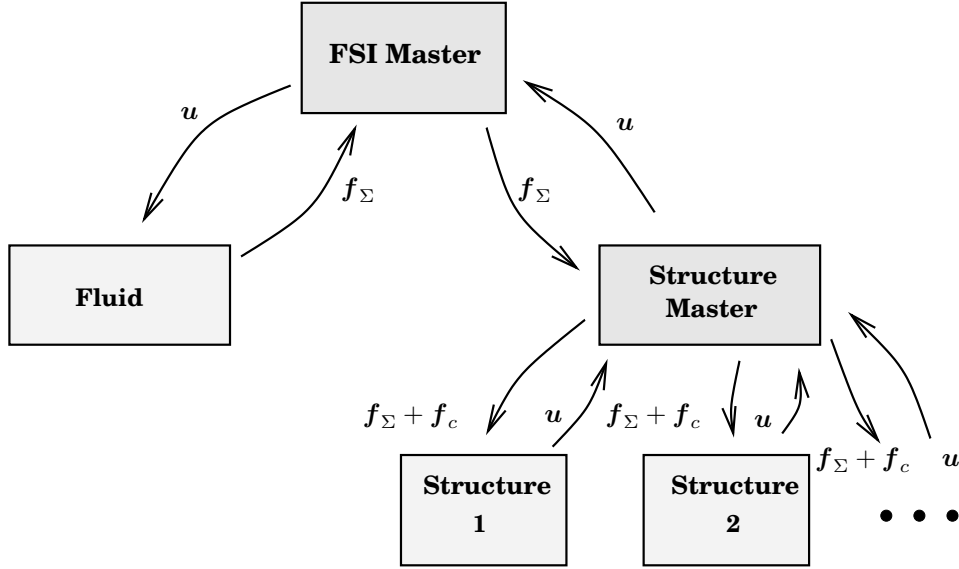 FSI Master
u
u
f_Σ
f_Σ
Fluid
Structure
Master
f_Σ + f_c
u
f_Σ + f_c
u
f_Σ + f_c
u
Structure
1
Structure
2
• • •